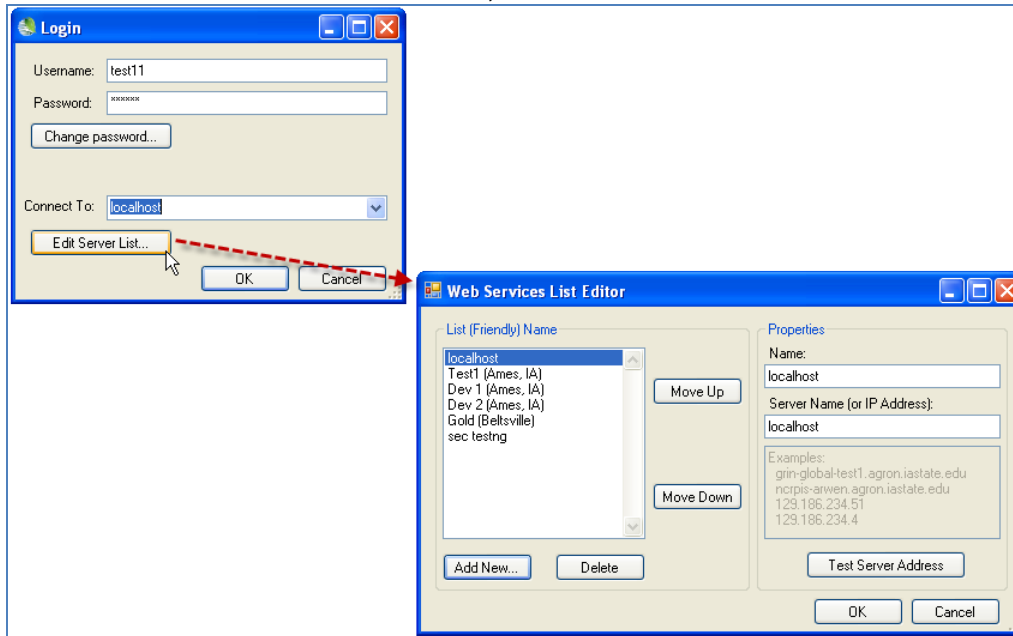 Login
Username: test11
Password: ******
Change password...
Connect To: localhost
Edit Server List...
OK Cancel
Web Services List Editor
List (Friendly) Name
localhost
Test1 (Ames, IA)
Dev 1 (Ames, IA)
Dev 2 (Ames, IA)
Gold (Beltsville)
sec testng
Move Up
Move Down
Add New... Delete
Properties
Name:
localhost
Server Name (or IP Address):
localhost
Examples:
grin-global-test1.agron.iastate.edu
ncrpis-arwen.agron.iastate.edu
129.186.234.51
129.186.234.4
Test Server Address
OK Cancel